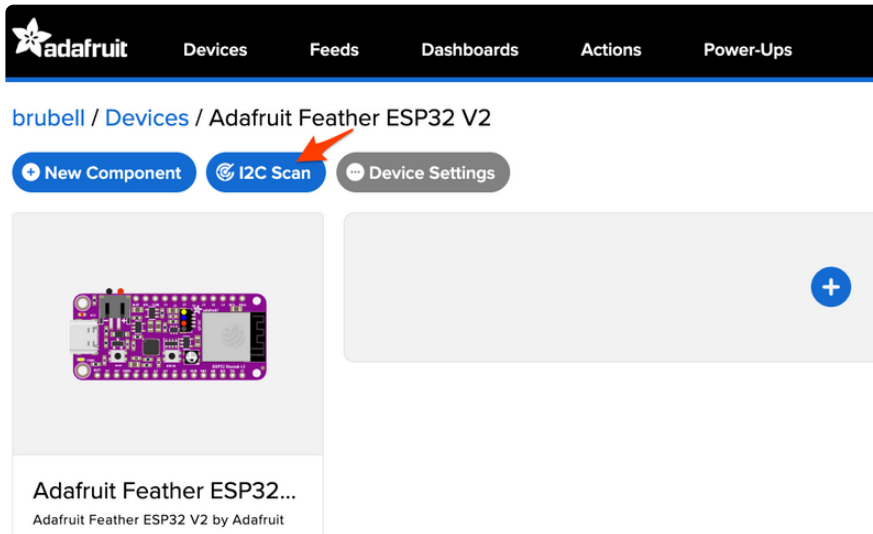 adafruit Devices Feeds Dashboards Actions Power-Ups
brubell / Devices / Adafruit Feather ESP32 V2
New Component I2C Scan Device Settings
Adafruit Feather ESP32...
Adafruit Feather ESP32 V2 by Adafruit